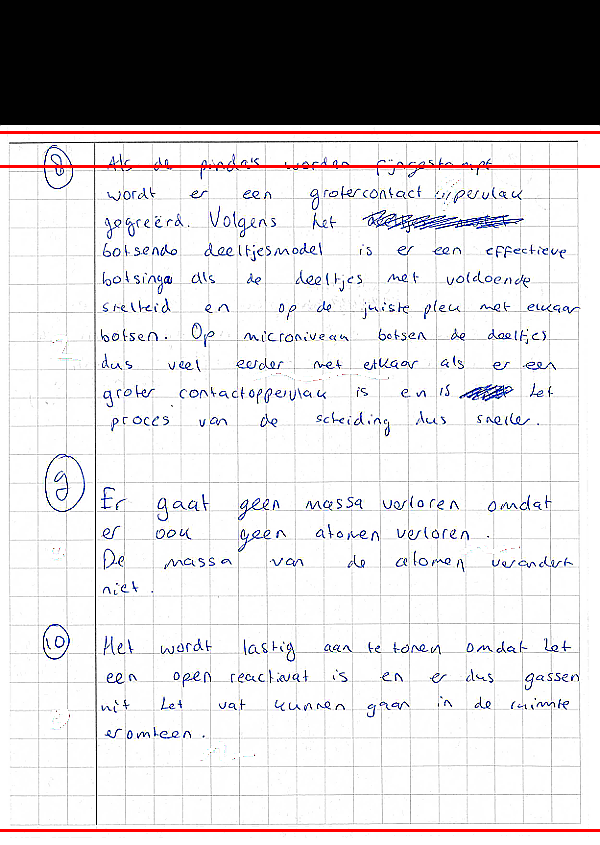 8 Als de pinda's worden fijngestampt
wordt er een groter contact oppervlak
gegreërd. Volgens het
botsende deeltjesmodel is er een effectieve
botsinga als de deeltjes met voldoende
snelheid en op de juiste plek met elkaar
botsen. Op microniveau botsen de deeltjes
dus veel eerder met elkaar als er een
groter contactoppervlak is en is het
proces van de scheiding dus sneller.
9 Er gaat geen massa verloren omdat
er ook geen atomen verloren.
De massa van de atomen verandert
niet.
10 Het wordt lastig aan te tonen omdat het
een open reactievat is en er dus gassen
uit het vat kunnen gaan in de ruimte
eromheen.